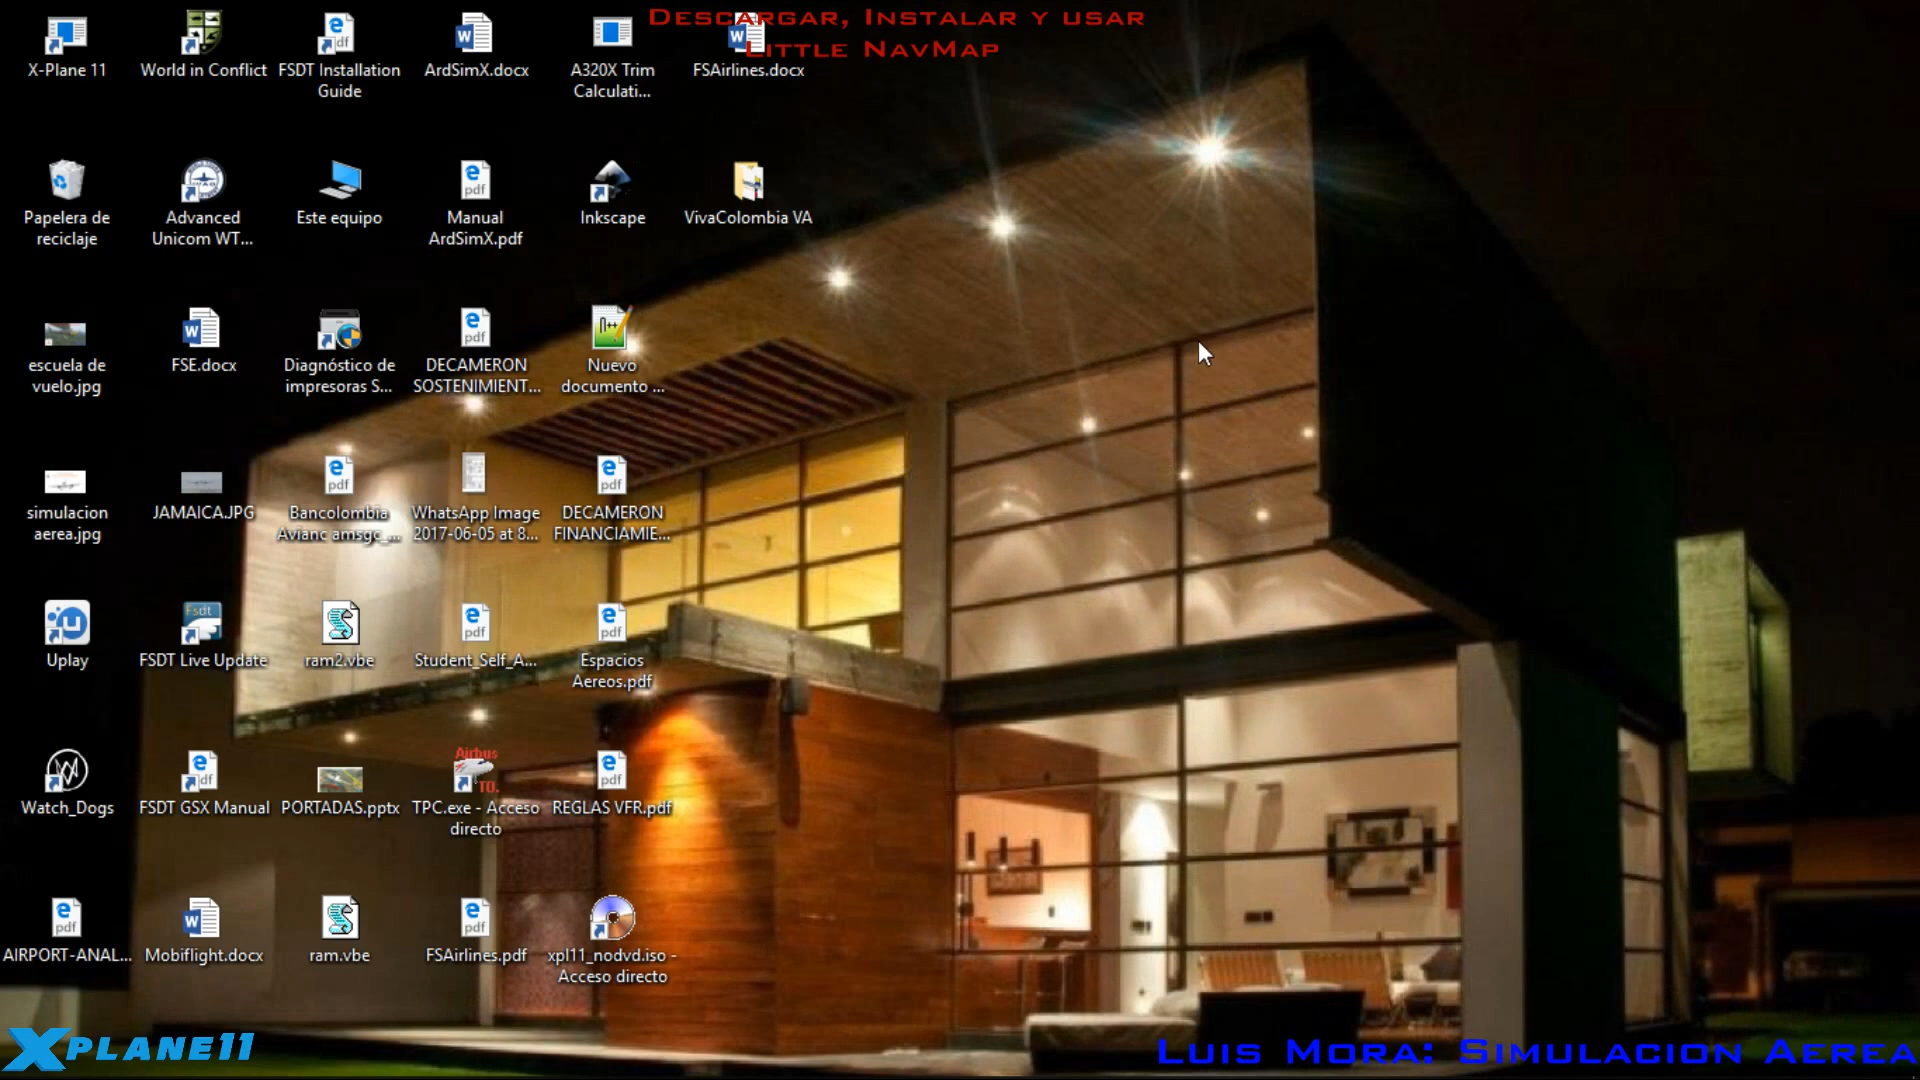 Descargar, Instalar y usar
Little NavMap
X-Plane 11
World in Conflict
FSDT Installation
Guide
ArdSimX.docx
A320X Trim
Calculati...
FSAirlines.docx
Papelera de
reciclaje
Advanced
Unicom WT...
Este equipo
Manual
ArdSimX.pdf
Inkscape
VivaColombia VA
escuela de
vuelo.jpg
FSE.docx
Diagnóstico de
impresoras S...
DECAMERON
SOSTENIMIENT...
Nuevo
documento ...
simulacion
aerea.jpg
JAMAICA.JPG
Bancolombia
Avianc amsgc_...
WhatsApp Image
2017-06-05 at 8...
DECAMERON
FINANCIAMIE...
Uplay
FSDT Live Update
ram2.vbe
Student_Self_A...
Espacios
Aereos.pdf
Watch_Dogs
FSDT GSX Manual
PORTADAS.pptx
TPC.exe - Acceso
directo
REGLAS VFR.pdf
AIRPORT-ANAL...
Mobiflight.docx
ram.vbe
FSAirlines.pdf
xpl11_nodvd.iso -
Acceso directo
XPLANE11
Luis Mora: Simulacion Aerea